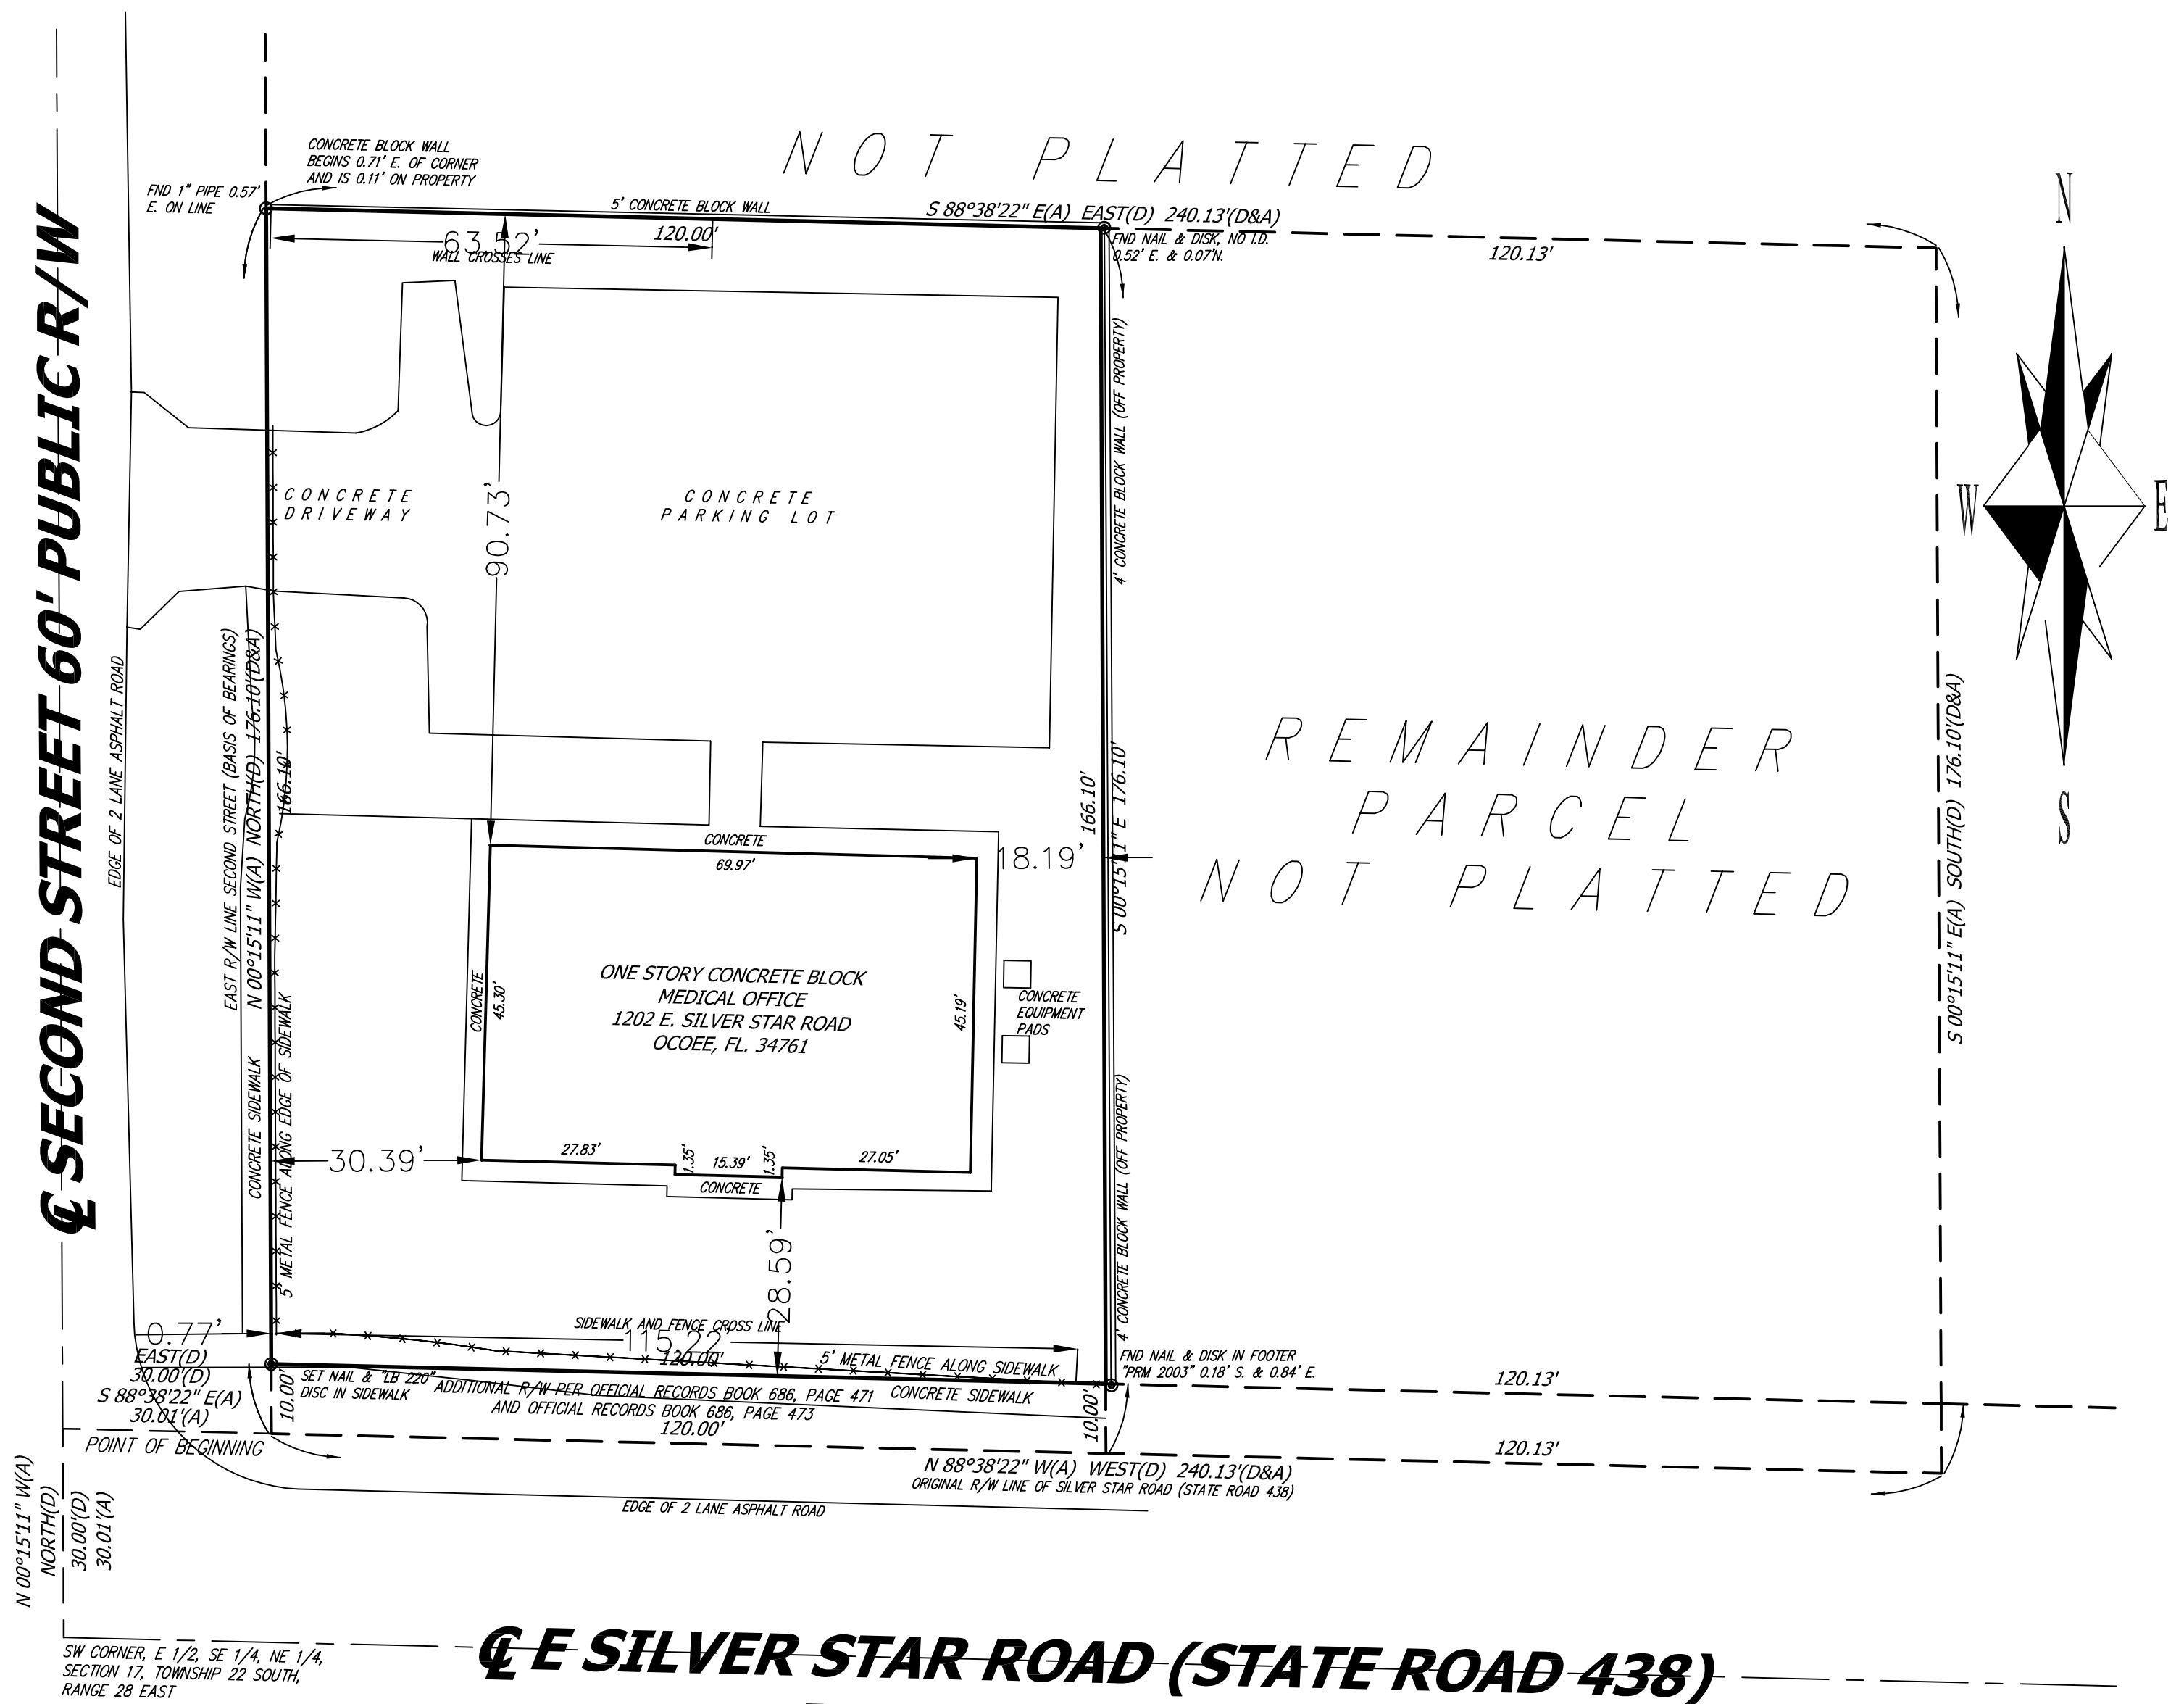 NOT PLATTED
CONCRETE BLOCK WALL
BEGINS 0.71' E. OF CORNER
AND IS 0.11' ON PROPERTY
FND 1" PIPE 0.57'
E. ON LINE
5' CONCRETE BLOCK WALL
S 88°38'22" E(A) EAST(D) 240.13'(D&A)
63.52'
120.00'
WALL CROSSES LINE
FND NAIL & DISK, NO I.D.
0.52' E. & 0.07'N.
120.13'
N
W
E
S
℄ SECOND STREET 60' PUBLIC R/W
EDGE OF 2 LANE ASPHALT ROAD
EAST R/W LINE SECOND STREET (BASIS OF BEARINGS)
N 00°15'11" W(A) NORTH(D) 176.10'(D&A)
166.10'
CONCRETE
DRIVEWAY
90.73'
CONCRETE
PARKING LOT
4' CONCRETE BLOCK WALL (OFF PROPERTY)
166.10'
S 00°15'11" E 176.10'
REMAINDER
PARCEL
NOT PLATTED
S 00°15'11" E(A) SOUTH(D) 176.10'(D&A)
CONCRETE
69.97'
18.19'
CONCRETE
45.30'
ONE STORY CONCRETE BLOCK
MEDICAL OFFICE
1202 E. SILVER STAR ROAD
OCOEE, FL. 34761
45.19'
CONCRETE
EQUIPMENT
PADS
CONCRETE SIDEWALK
5' METAL FENCE ALONG EDGE OF SIDEWALK
30.39'
27.83'
1.35'
15.39'
1.35'
27.05'
CONCRETE
28.59'
4' CONCRETE BLOCK WALL (OFF PROPERTY)
0.77'
SIDEWALK AND FENCE CROSS LINE
115.22'
120.00'
5' METAL FENCE ALONG SIDEWALK
EAST(D)
30.00'(D)
S 88°38'22" E(A)
30.01'(A)
10.00'
SET NAIL & "LB 220"
DISC IN SIDEWALK
ADDITIONAL R/W PER OFFICIAL RECORDS BOOK 686, PAGE 471
AND OFFICIAL RECORDS BOOK 686, PAGE 473
CONCRETE SIDEWALK
10.00'
FND NAIL & DISK IN FOOTER
"PRM 2003" 0.18' S. & 0.84' E.
120.13'
120.00'
120.13'
POINT OF BEGINNING
N 88°38'22" W(A) WEST(D) 240.13'(D&A)
ORIGINAL R/W LINE OF SILVER STAR ROAD (STATE ROAD 438)
EDGE OF 2 LANE ASPHALT ROAD
N 00°15'11" W(A)
NORTH(D)
30.00'(D)
30.01'(A)
SW CORNER, E 1/2, SE 1/4, NE 1/4,
SECTION 17, TOWNSHIP 22 SOUTH,
RANGE 28 EAST
℄ E SILVER STAR ROAD (STATE ROAD 438)